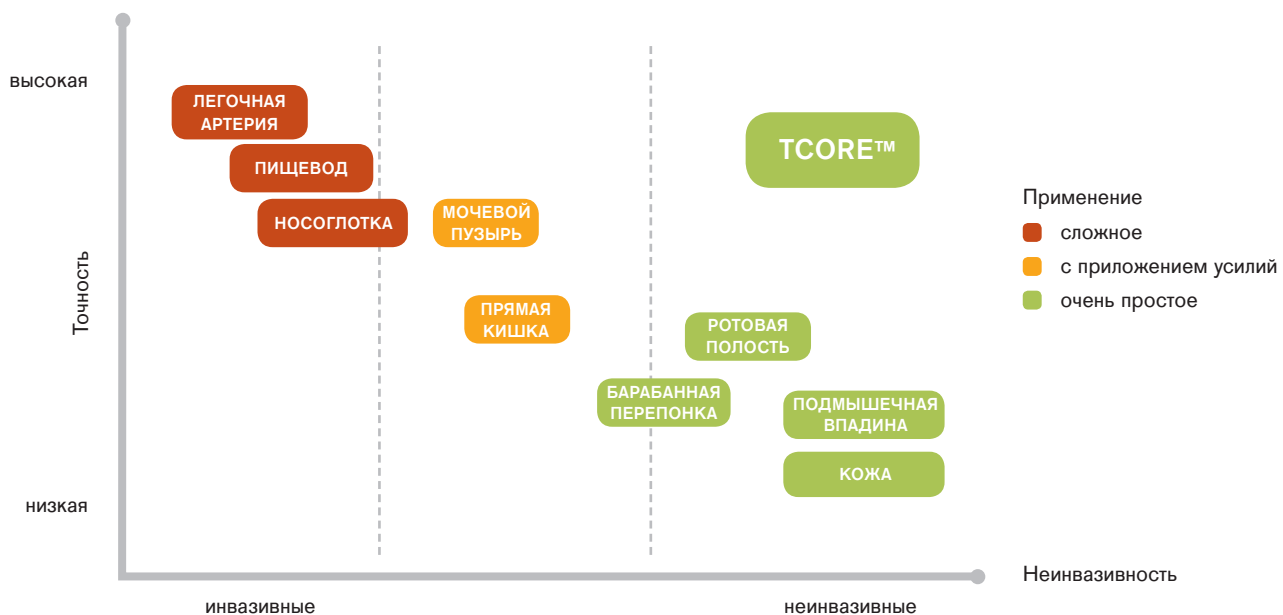 высокая
ЛЕГОЧНАЯ
АРТЕРИЯ
TCORE™
ПИЩЕВОД
НОСОГЛОТКА
МОЧЕВОЙ
ПУЗЫРЬ
Точность
ПРЯМАЯ
КИШКА
РОТОВАЯ
ПОЛОСТЬ
БАРАБАННАЯ
ПЕРЕПОНКА
ПОДМЫШЕЧНАЯ
ВПАДИНА
КОЖА
низкая
инвазивные
неинвазивные
Неинвазивность
Применение
сложное
с приложением усилий
очень простое